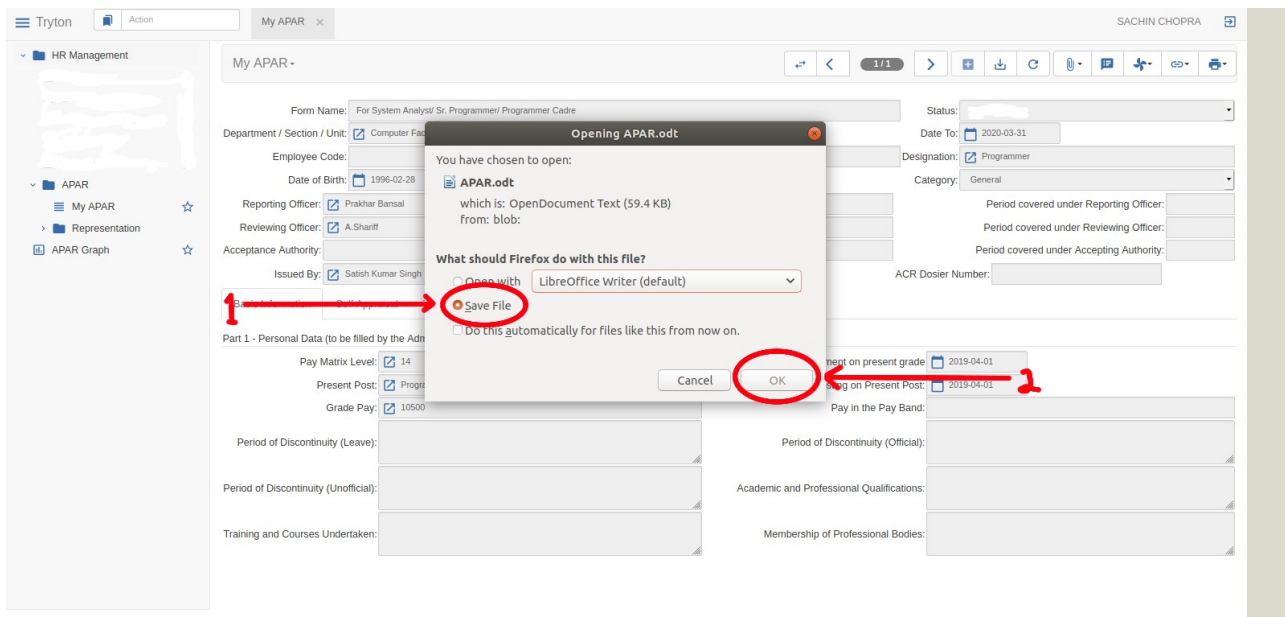 Tryton Action My APAR × SACHIN CHOPRA
HR Management
My APAR
1/1
Form Name: For System Analyst/ Sr. Programmer/ Programmer Cadre Status:
Department / Section / Unit: Computer Fac Opening APAR.odt Date To: 2020-03-31
Employee Code: You have chosen to open: Designation: Programmer
APAR Date of Birth: 1996-02-28 APAR.odt Category: General
My APAR Reporting Officer: Prakhar Bansal which is: OpenDocument Text (59.4 KB) Period covered under Reporting Officer:
Representation Reviewing Officer: A.Shariff from: blob: Period covered under Reviewing Officer:
APAR Graph Acceptance Authority: What should Firefox do with this file? Period covered under Accepting Authority:
Issued By: Satish Kumar Singh Open with LibreOffice Writer (default) ACR Dosier Number:
1 Save File
Do this automatically for files like this from now on.
Part 1 - Personal Data (to be filled by the Adm
Pay Matrix Level: 14 ment on present grade 2019-04-01
Present Post: Progra Cancel OK on Present Post: 2019-04-01 2
Grade Pay: 10500 Pay in the Pay Band:
Period of Discontinuity (Leave): Period of Discontinuity (Official):
Period of Discontinuity (Unofficial): Academic and Professional Qualifications:
Training and Courses Undertaken: Membership of Professional Bodies: